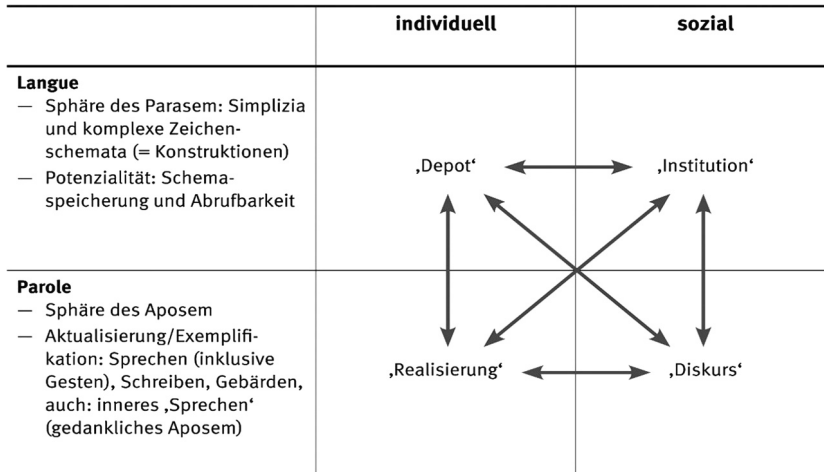 individuell sozial
Langue
— Sphäre des Parasem: Simplizia
und komplexe Zeichen-
schemata (= Konstruktionen)
— Potenzialität: Schema-
speicherung und Abrufbarkeit
‚Depot‘ ‚Institution‘
Parole
— Sphäre des Aposem
— Aktualisierung/Exemplifi-
kation: Sprechen (inklusive
Gesten), Schreiben, Gebärden,
auch: inneres ‚Sprechen‘
(gedankliches Aposem)
‚Realisierung‘ ‚Diskurs‘